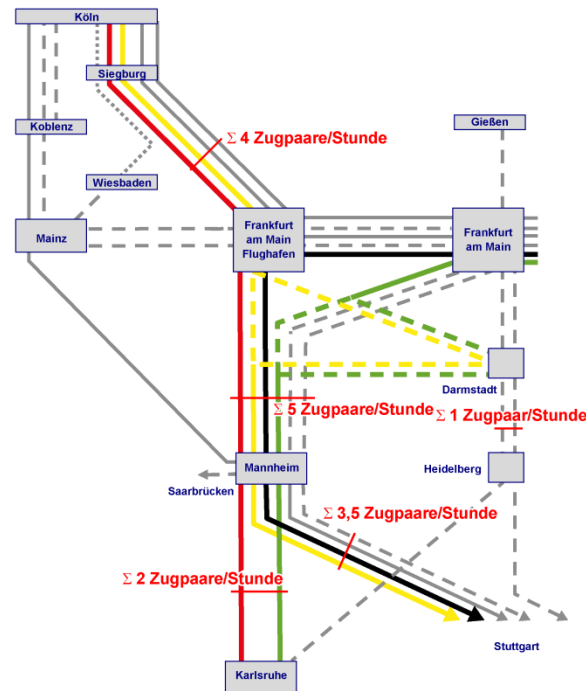 Köln
Siegburg
Koblenz
Gießen
Σ 4 Zugpaare/Stunde
Wiesbaden
Mainz
Frankfurt
am Main
Flughafen
Frankfurt
am Main
Darmstadt
Σ 5 Zugpaare/Stunde
Σ 1 Zugpaar/Stunde
Mannheim
Heidelberg
Saarbrücken
Σ 3,5 Zugpaare/Stunde
Σ 2 Zugpaare/Stunde
Stuttgart
Karlsruhe